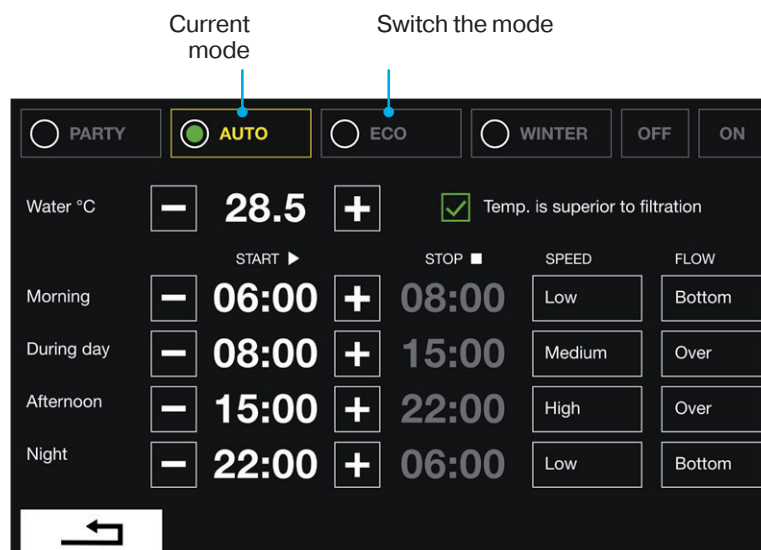 Current
mode
Switch the mode
PARTY AUTO ECO WINTER OFF ON
Water °C − 28.5 + Temp. is superior to filtration
START ▶ STOP ■ SPEED FLOW
Morning − 06:00 + 08:00 Low Bottom
During day − 08:00 + 15:00 Medium Over
Afternoon − 15:00 + 22:00 High Over
Night − 22:00 + 06:00 Low Bottom